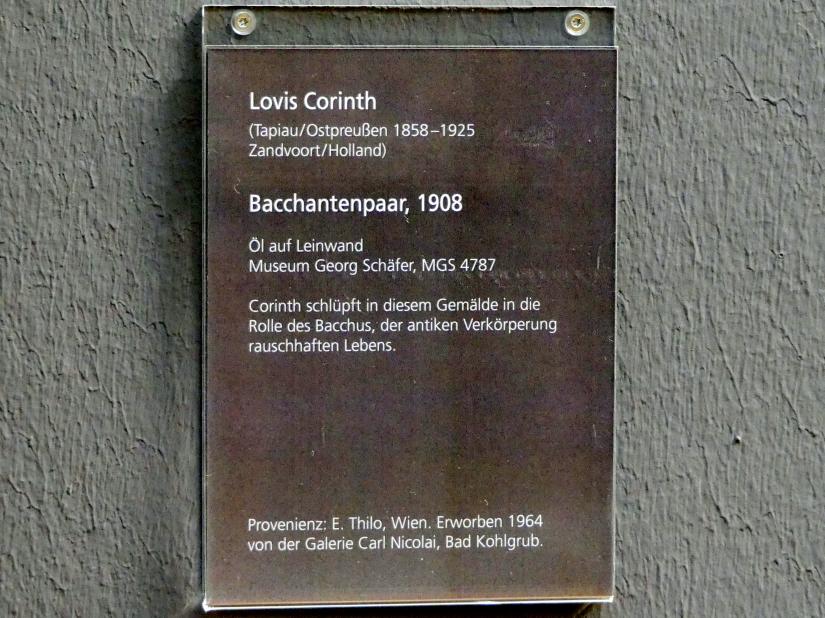 Lovis Corinth
(Tapiau/Ostpreußen 1858–1925
Zandvoort/Holland)
Bacchantenpaar, 1908
Öl auf Leinwand
Museum Georg Schäfer, MGS 4787
Corinth schlüpft in diesem Gemälde in die
Rolle des Bacchus, der antiken Verkörperung
rauschhaften Lebens.
Provenienz: E. Thilo, Wien. Erworben 1964
von der Galerie Carl Nicolai, Bad Kohlgrub.